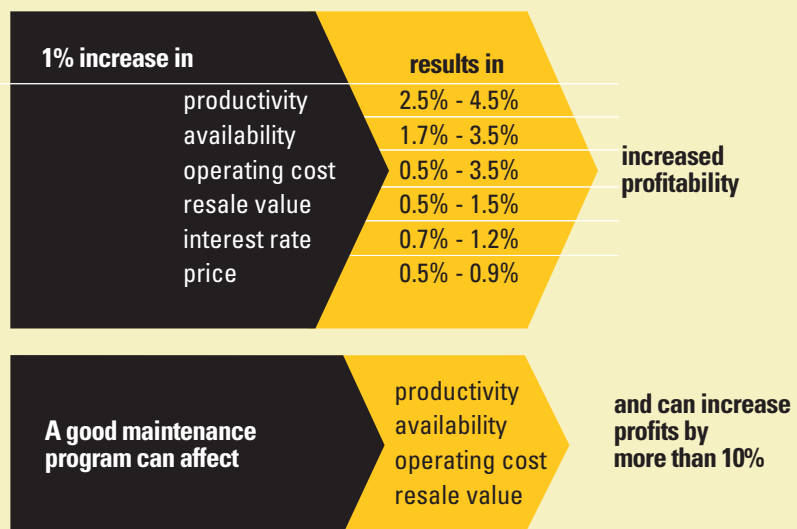 1% increase in results in
productivity 2.5% - 4.5%
availability 1.7% - 3.5%
operating cost 0.5% - 3.5%
resale value 0.5% - 1.5%
interest rate 0.7% - 1.2%
price 0.5% - 0.9%
increased
profitability
A good maintenance
program can affect
productivity
availability
operating cost
resale value
and can increase
profits by
more than 10%